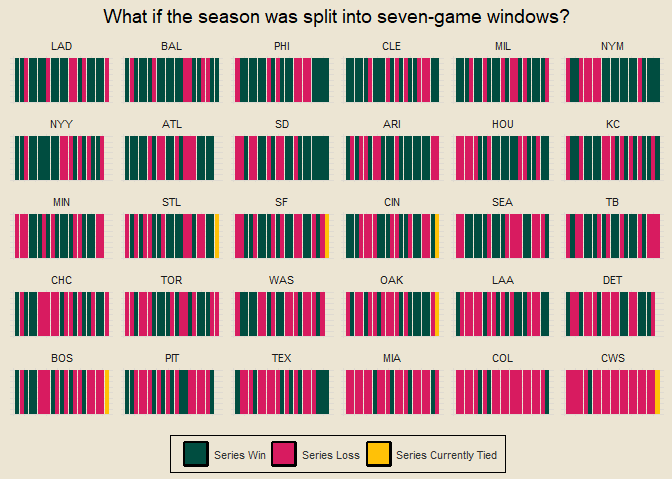 What if the season was split into seven-game windows?
LAD BAL PHI CLE MIL NYM
NYY ATL SD ARI HOU KC
MIN STL SF CIN SEA TB
CHC TOR WAS OAK LAA DET
BOS PIT TEX MIA COL CWS
Series Win Series Loss Series Currently Tied